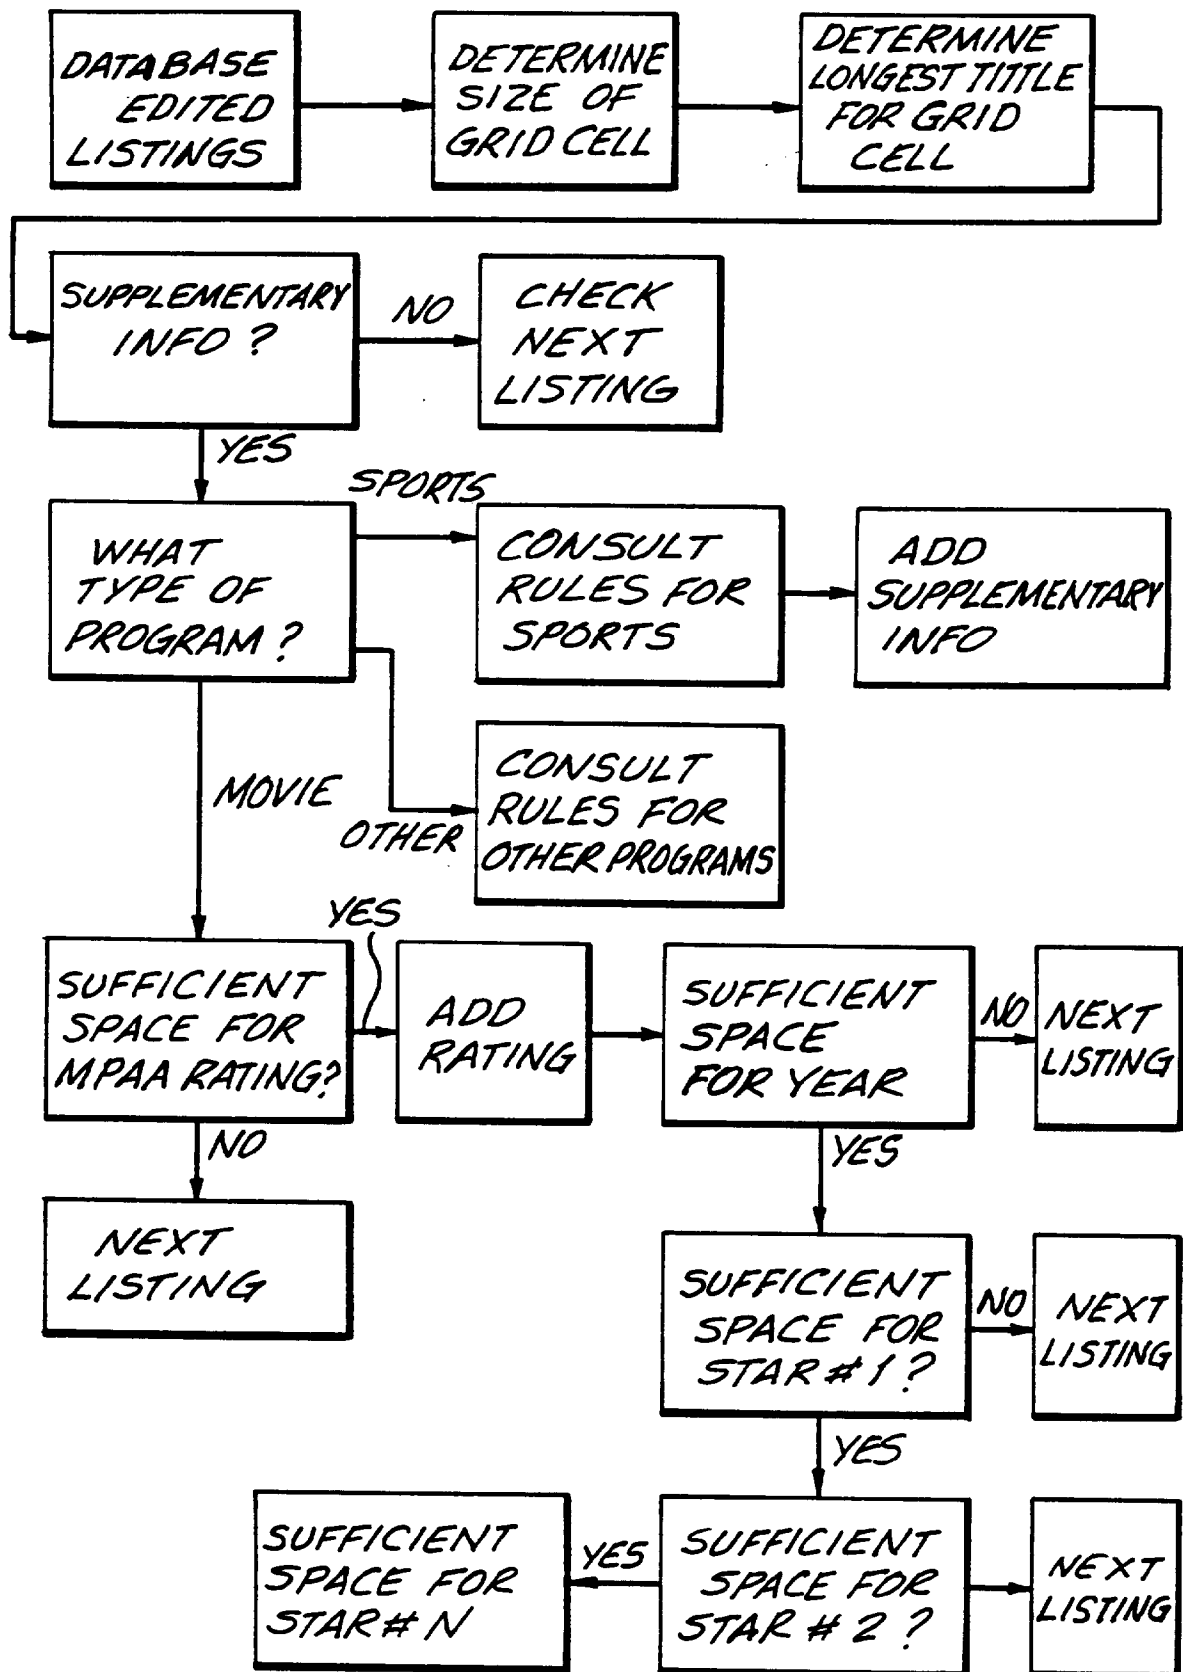 DATABASE
EDITED
LISTINGS
DETERMINE
SIZE OF
GRID CELL
DETERMINE
LONGEST TITTLE
FOR GRID
CELL
SUPPLEMENTARY
INFO?
NO
CHECK
NEXT
LISTING
YES
WHAT
TYPE OF
PROGRAM?
SPORTS
CONSULT
RULES FOR
SPORTS
ADD
SUPPLEMENTARY
INFO
OTHER
CONSULT
RULES FOR
OTHER PROGRAMS
MOVIE
SUFFICIENT
SPACE FOR
MPAA RATING?
YES
ADD
RATING
SUFFICIENT
SPACE
FOR YEAR
NO
NEXT
LISTING
NO
NEXT
LISTING
YES
SUFFICIENT
SPACE FOR
STAR #1?
NO
NEXT
LISTING
YES
SUFFICIENT
SPACE FOR
STAR #2?
NEXT
LISTING
YES
SUFFICIENT
SPACE FOR
STAR # N